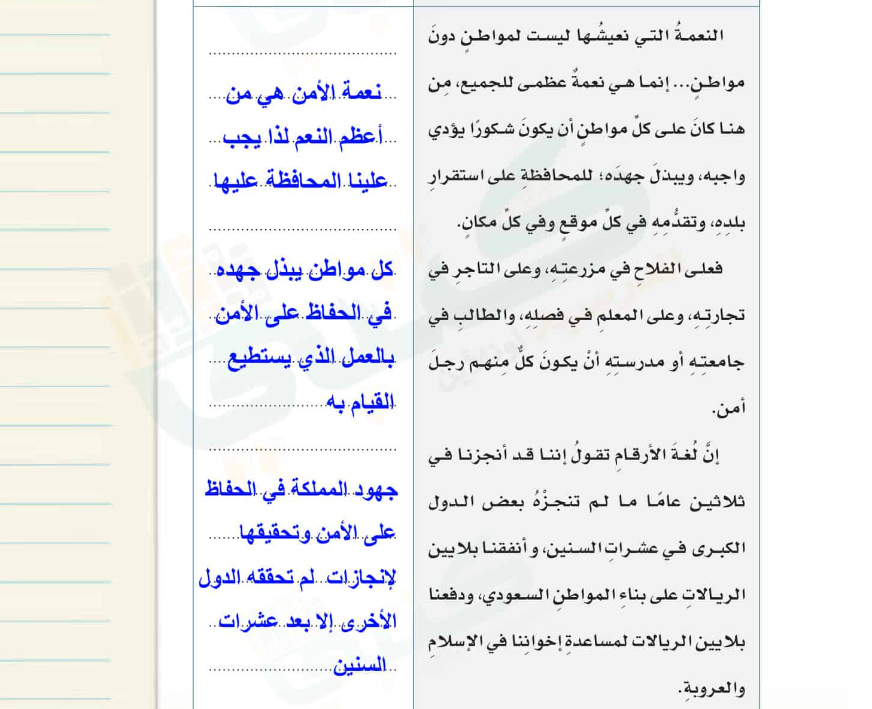 النعمةُ التي نعيشُها ليست لمواطنٍ دونَ
مواطنٍ... إنما هي نعمةٌ عظمى للجميع، مِن
هنا كانَ على كلِّ مواطنٍ أن يكونَ شكورًا يؤدي
واجبه، ويبذلَ جهدَه؛ للمحافظةِ على استقرارِ
بلدِهِ، وتقدُّمِهِ في كلِّ موقعٍ وفي كلِّ مكانٍ.
فعلى الفلاحِ في مزرعتِهِ، وعلى التاجرِ في
تجارتِهِ، وعلى المعلمِ في فصلِهِ، والطالبِ في
جامعتِهِ أو مدرستِهِ أنْ يكونَ كلٌّ مِنهم رجلَ
أمن.
إنَّ لُغةَ الأرقامِ تقولُ إننا قد أنجزنا في
ثلاثين عامًا ما لم تنجزْهُ بعض الدول
الكبرى في عشراتِ السنين، و أنفقنا بلايين
الريالاتِ على بناءِ المواطنِ السعودي، ودفعنا
بلايين الريالات لمساعدةِ إخوانِنا في الإسلامِ
والعروبةِ.
نعمة الأمن هي من
أعظم النعم لذا يجب
علينا المحافظة عليها
كل مواطن يبذل جهده
في الحفاظ على الأمن
بالعمل الذي يستطيع
القيام به
جهود المملكة في الحفاظ
على الأمن وتحقيقها
لإنجازات لم تحققه الدول
الأخرى إلا بعد عشرات
السنين